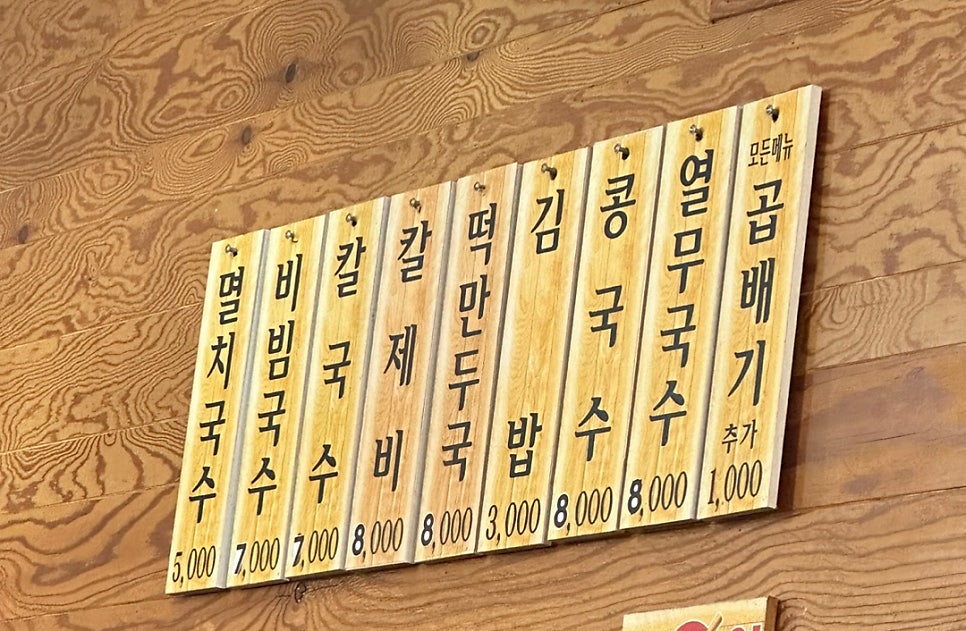 멸치국수 5,000
비빔국수 7,000
칼국수 7,000
칼제비 8,000
떡만두국 8,000
김밥 3,000
콩국수 8,000
열무국수 8,000
모든메뉴 곱배기 추가 1,000